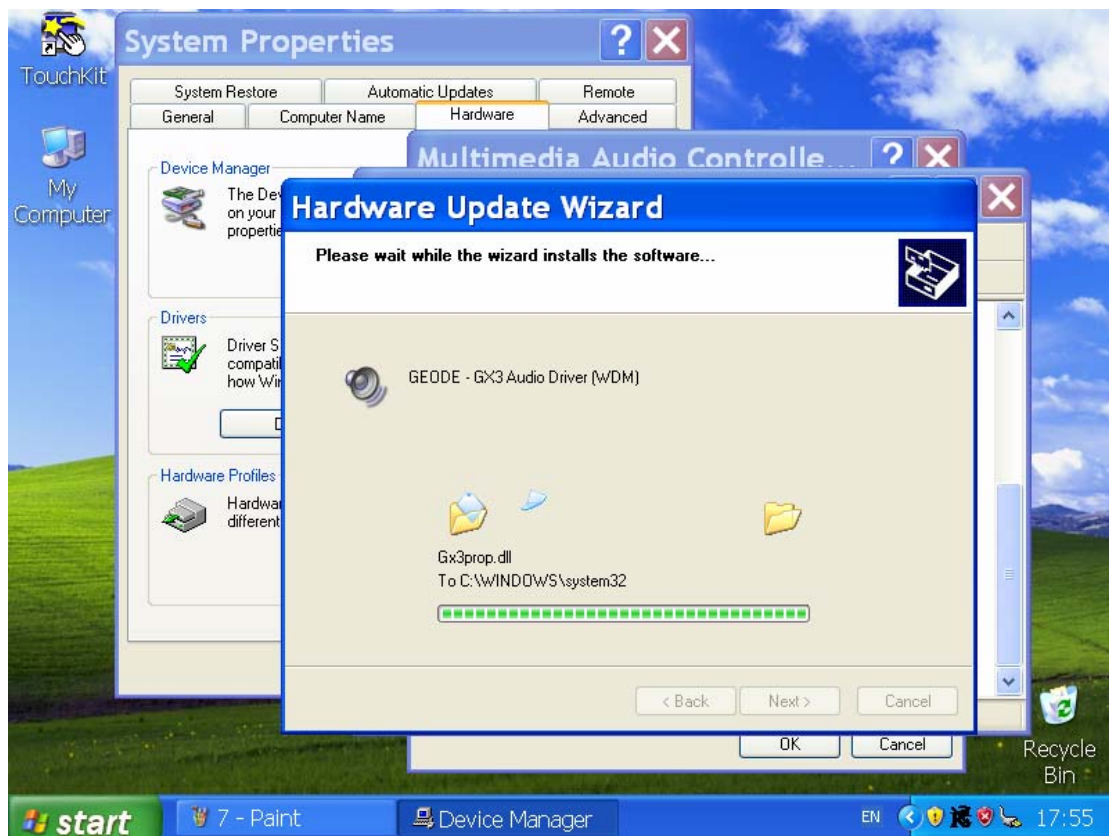 TouchKit
My
Computer
System Properties
System Restore
Automatic Updates
Remote
General
Computer Name
Hardware
Advanced
Device Manager
The Dev
on your
propertie
Drivers
Driver S
compatil
how Wir
Hardware Profiles
Hardwar
different
Multimedia Audio Controlle...
Hardware Update Wizard
Please wait while the wizard installs the software...
GEODE - GX3 Audio Driver (WDM)
Gx3prop.dll
To C:\WINDOWS\system32
< Back
Next >
Cancel
OK
Cancel
Recycle
Bin
start
7 - Paint
Device Manager
EN
17:55